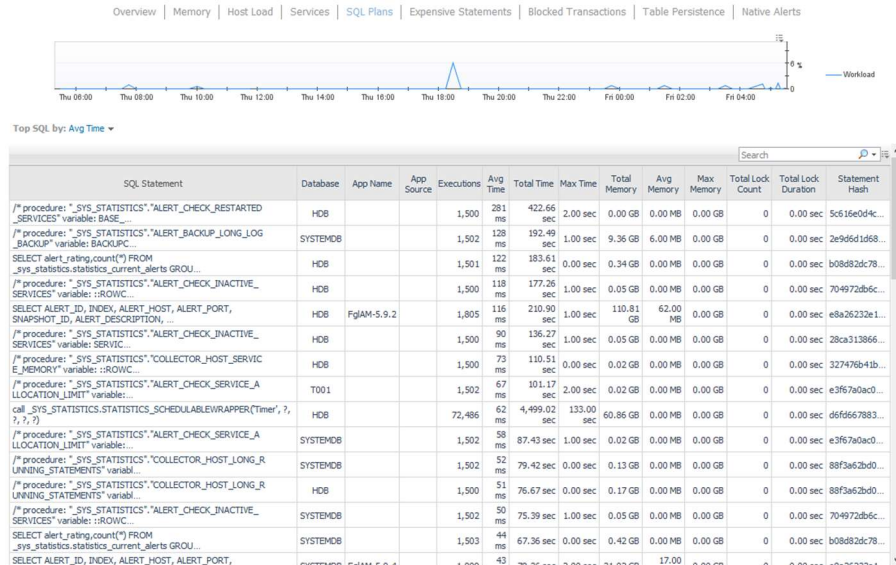 Overview | Memory | Host Load | Services | SQL Plans | Expensive Statements | Blocked Transactions | Table Persistence | Native Alerts
6 %
Workload
0
Thu 06:00 Thu 08:00 Thu 10:00 Thu 12:00 Thu 14:00 Thu 16:00 Thu 18:00 Thu 20:00 Thu 22:00 Fri 00:00 Fri 02:00 Fri 04:00
Top SQL by: Avg Time
Search
SQL Statement Database App Name App Source Executions Avg Time Total Time Max Time Total Memory Avg Memory Max Memory Total Lock Count Total Lock Duration Statement Hash
/* procedure: "_SYS_STATISTICS"."ALERT_CHECK_RESTARTED
_SERVICES" variable: BASE_... HDB 1,500 281 ms 422.66 sec 2.00 sec 0.00 GB 0.00 MB 0.00 GB 0 0.00 sec 5c616e0d4c...
/* procedure: "_SYS_STATISTICS"."ALERT_BACKUP_LONG_LOG
_BACKUP" variable: BACKUPC... SYSTEMDB 1,502 128 ms 192.49 sec 1.00 sec 9.36 GB 6.00 MB 0.00 GB 0 0.00 sec 2e9d6d1d68...
SELECT alert_rating,count(*) FROM
_sys_statistics.statistics_current_alerts GROU... HDB 1,501 122 ms 183.61 sec 0.00 sec 0.34 GB 0.00 MB 0.00 GB 0 0.00 sec b08d82dc78...
/* procedure: "_SYS_STATISTICS"."ALERT_CHECK_INACTIVE_
SERVICES" variable: ::ROWC... HDB 1,500 118 ms 177.26 sec 1.00 sec 0.05 GB 0.00 MB 0.00 GB 0 0.00 sec 704972db6c...
SELECT ALERT_ID, INDEX, ALERT_HOST, ALERT_PORT,
SNAPSHOT_ID, ALERT_DESCRIPTION, ... HDB FglAM-5.9.2 1,805 116 ms 210.90 sec 1.00 sec 110.81 GB 62.00 MB 0.00 GB 0 0.00 sec e8a26232e1...
/* procedure: "_SYS_STATISTICS"."ALERT_CHECK_INACTIVE_
SERVICES" variable: SERVIC... HDB 1,500 90 ms 136.27 sec 1.00 sec 0.05 GB 0.00 MB 0.00 GB 0 0.00 sec 28ca313866...
/* procedure: "_SYS_STATISTICS"."COLLECTOR_HOST_SERVIC
E_MEMORY" variable: ::ROWC... HDB 1,500 73 ms 110.51 sec 0.00 sec 0.02 GB 0.00 MB 0.00 GB 0 0.00 sec 327476b41b...
/* procedure: "_SYS_STATISTICS"."ALERT_CHECK_SERVICE_A
LLOCATION_LIMIT" variable:... T001 1,502 67 ms 101.17 sec 2.00 sec 0.02 GB 0.00 MB 0.00 GB 0 0.00 sec e3f67a0ac0...
call _SYS_STATISTICS.STATISTICS_SCHEDULABLEWRAPPER('Timer', ?,
?, ?, ?) HDB 72,486 62 ms 4,499.02 sec 133.00 sec 60.86 GB 0.00 MB 0.00 GB 0 0.00 sec d6fd667883...
/* procedure: "_SYS_STATISTICS"."ALERT_CHECK_SERVICE_A
LLOCATION_LIMIT" variable:... SYSTEMDB 1,502 58 ms 87.43 sec 1.00 sec 0.02 GB 0.00 MB 0.00 GB 0 0.00 sec e3f67a0ac0...
/* procedure: "_SYS_STATISTICS"."COLLECTOR_HOST_LONG_R
UNNING_STATEMENTS" variabl... SYSTEMDB 1,502 52 ms 79.42 sec 0.00 sec 0.13 GB 0.00 MB 0.00 GB 0 0.00 sec 88f3a62bd0...
/* procedure: "_SYS_STATISTICS"."COLLECTOR_HOST_LONG_R
UNNING_STATEMENTS" variabl... HDB 1,500 51 ms 76.67 sec 0.00 sec 0.17 GB 0.00 MB 0.00 GB 0 0.00 sec 88f3a62bd0...
/* procedure: "_SYS_STATISTICS"."ALERT_CHECK_INACTIVE_
SERVICES" variable: ::ROWC... SYSTEMDB 1,502 50 ms 75.39 sec 1.00 sec 0.05 GB 0.00 MB 0.00 GB 0 0.00 sec 704972db6c...
SELECT alert_rating,count(*) FROM
_sys_statistics.statistics_current_alerts GROU... SYSTEMDB 1,503 44 ms 67.36 sec 0.00 sec 0.42 GB 0.00 MB 0.00 GB 0 0.00 sec b08d82dc78...
SELECT ALERT_ID, INDEX, ALERT_HOST, ALERT_PORT, 43 17.00